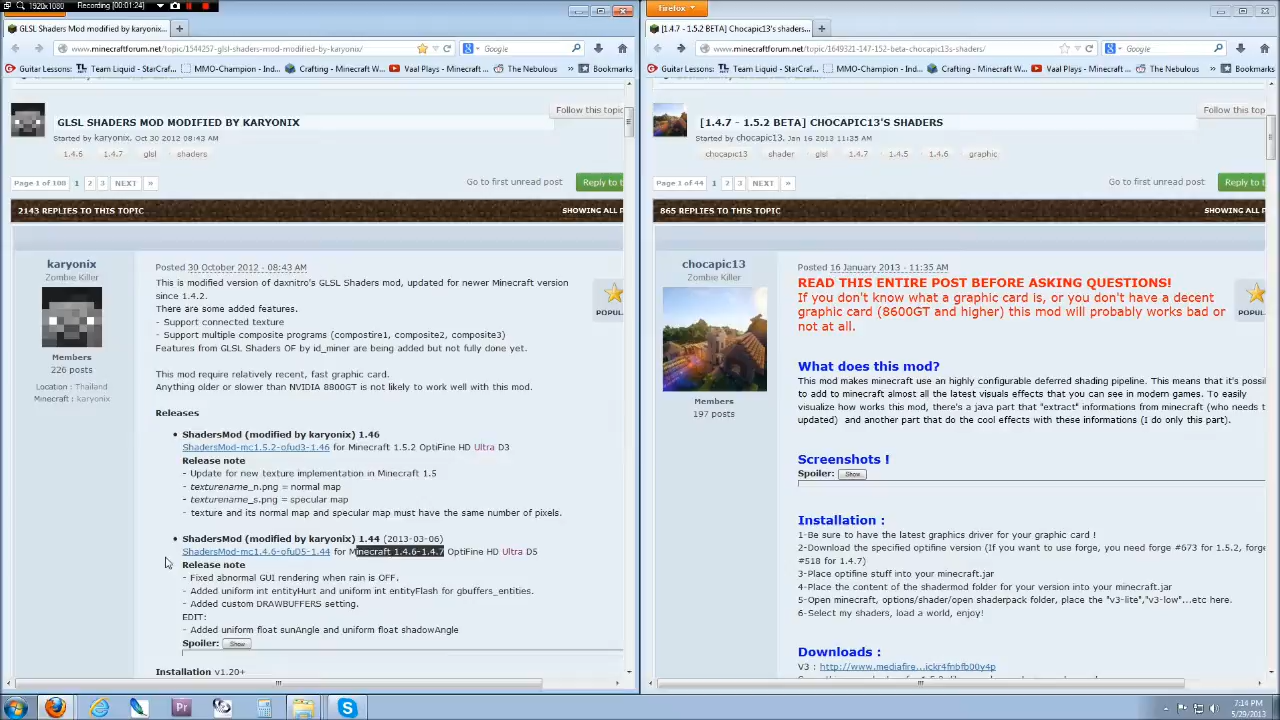 1920x1080
Records: 00:01:24
GLSL Shaders Mod modified by karyonix...
www.minecraftforum.net/topic/1544257-glsl-shaders-mod-modified-by-karyonix/
Google
Guitar Lessons:
Team Liquid - StarCraf...
MMO-Champion - Ind...
Crafting - Minecraft W...
Vaal Plays - Minecraft ...
The Nebulous
Bookmarks
Follow this topic
GLSL SHADERS MOD MODIFIED BY KARYONIX
Started by karyonix, Oct 30 2012 08:43 AM
1.4.6 1.4.7 glsl shaders
Page 1 of 108 1 2 3 NEXT »
Go to first unread post
Reply to t
2143 REPLIES TO THIS TOPIC
SHOWING ALL P
karyonix
Zombie Killer
Members
226 posts
Location : Thailand
Minecraft : karyonix
Posted 30 October 2012 - 08:43 AM
This is modified version of daxnitro's GLSL Shaders mod, updated for newer Minecraft version
since 1.4.2.
There are some added features.
- Support connected texture
- Support multiple composite programs (compostire1, composite2, composite3)
Features from GLSL Shaders OF by id_miner are being added but not fully done yet.
POPUL
This mod require relatively recent, fast graphic card.
Anything older or slower than NVIDIA 8800GT is not likely to work well with this mod.
Releases
• ShadersMod (modified by karyonix) 1.46
ShadersMod-mc1.5.2-ofud3-1.46 for Minecraft 1.5.2 OptiFine HD Ultra D3
Release note
- Update for new texture implementation in Minecraft 1.5
- texturename_n.png = normal map
- texturename_s.png = specular map
- texture and its normal map and specular map must have the same number of pixels.
• ShadersMod (modified by karyonix) 1.44 (2013-03-06)
ShadersMod-mc1.4.6-ofuD5-1.44 for Minecraft 1.4.6-1.4.7 OptiFine HD Ultra D5
Release note
- Fixed abnormal GUI rendering when rain is OFF.
- Added uniform int entityHurt and uniform int entityFlash for gbuffers_entities.
- Added custom DRAWBUFFERS setting.
EDIT:
- Added uniform float sunAngle and uniform float shadowAngle
Spoiler: Show
Installation v1.20+
Firefox
[1.4.7 - 1.5.2 BETA] Chocapic13's shaders...
www.minecraftforum.net/topic/1649321-147-152-beta-chocapic13s-shaders/
Google
Guitar Lessons:
Team Liquid - StarCraf...
MMO-Champion - Ind...
Crafting - Minecraft W...
Vaal Plays - Minecraft ...
The Nebulous
Bookmarks
Follow this top
[1.4.7 - 1.5.2 BETA] CHOCAPIC13'S SHADERS
Started by chocapic13, Jan 16 2013 11:35 AM
chocapic13 shader glsl 1.4.7 1.4.5 1.4.6 graphic
Page 1 of 44 1 2 3 NEXT »
Go to first unread post
Reply to t
865 REPLIES TO THIS TOPIC
SHOWING ALL P
chocapic13
Zombie Killer
Members
197 posts
Posted 16 January 2013 - 11:35 AM
READ THIS ENTIRE POST BEFORE ASKING QUESTIONS!
If you don't know what a graphic card is, or you don't have a decent
graphic card (8600GT and higher) this mod will probably works bad or
not at all.
POPUL
What does this mod?
This mod makes minecraft use an highly configurable deferred shading pipeline. This means that it's possil
to add to minecraft almost all the latest visuals effects that you can see in modern games. To easily
visualize how works this mod, there's a java part that "extract" informations from minecraft (who needs t
updated) and another part that do the cool effects with these informations (I do only this part).
Screenshots !
Spoiler: Show
Installation :
1-Be sure to have the latest graphics driver for your graphic card !
2-Download the specified optifine version (If you want to use forge, you need forge #673 for 1.5.2, forge
#518 for 1.4.7)
3-Place optifine stuff into your minecraft.jar
4-Place the content of the shadermod folder for your version into your minecraft.jar
5-Open minecraft, options/shader/open shaderpack folder, place the "v3-lite","v3-low"...etc here.
6-Select my shaders, load a world, enjoy!
Downloads :
V3 : http://www.mediafire...ickr4fnbfb00y4p
7:14 PM
5/29/2013